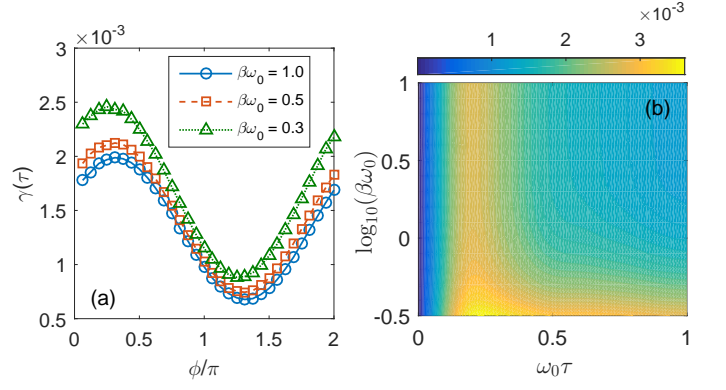 ×10⁻³
3
2.5
2
1.5
1
0.5
γ(τ)
βω₀ = 1.0
βω₀ = 0.5
βω₀ = 0.3
(a)
0 0.5 1 1.5 2
ϕ/π
×10⁻³
1 2 3
(b)
1
0.5
0
-0.5
log₁₀(βω₀)
0 0.5 1
ω₀τ